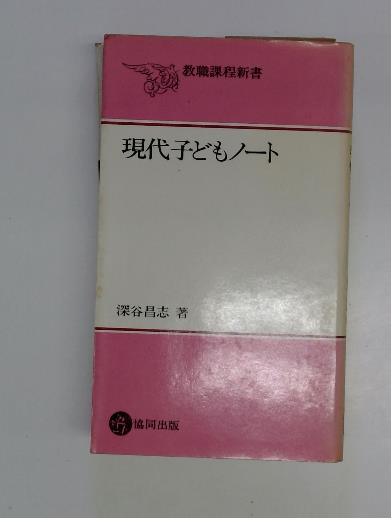 教職課程新書
現代子どもノート
深谷昌志 著
協同出版